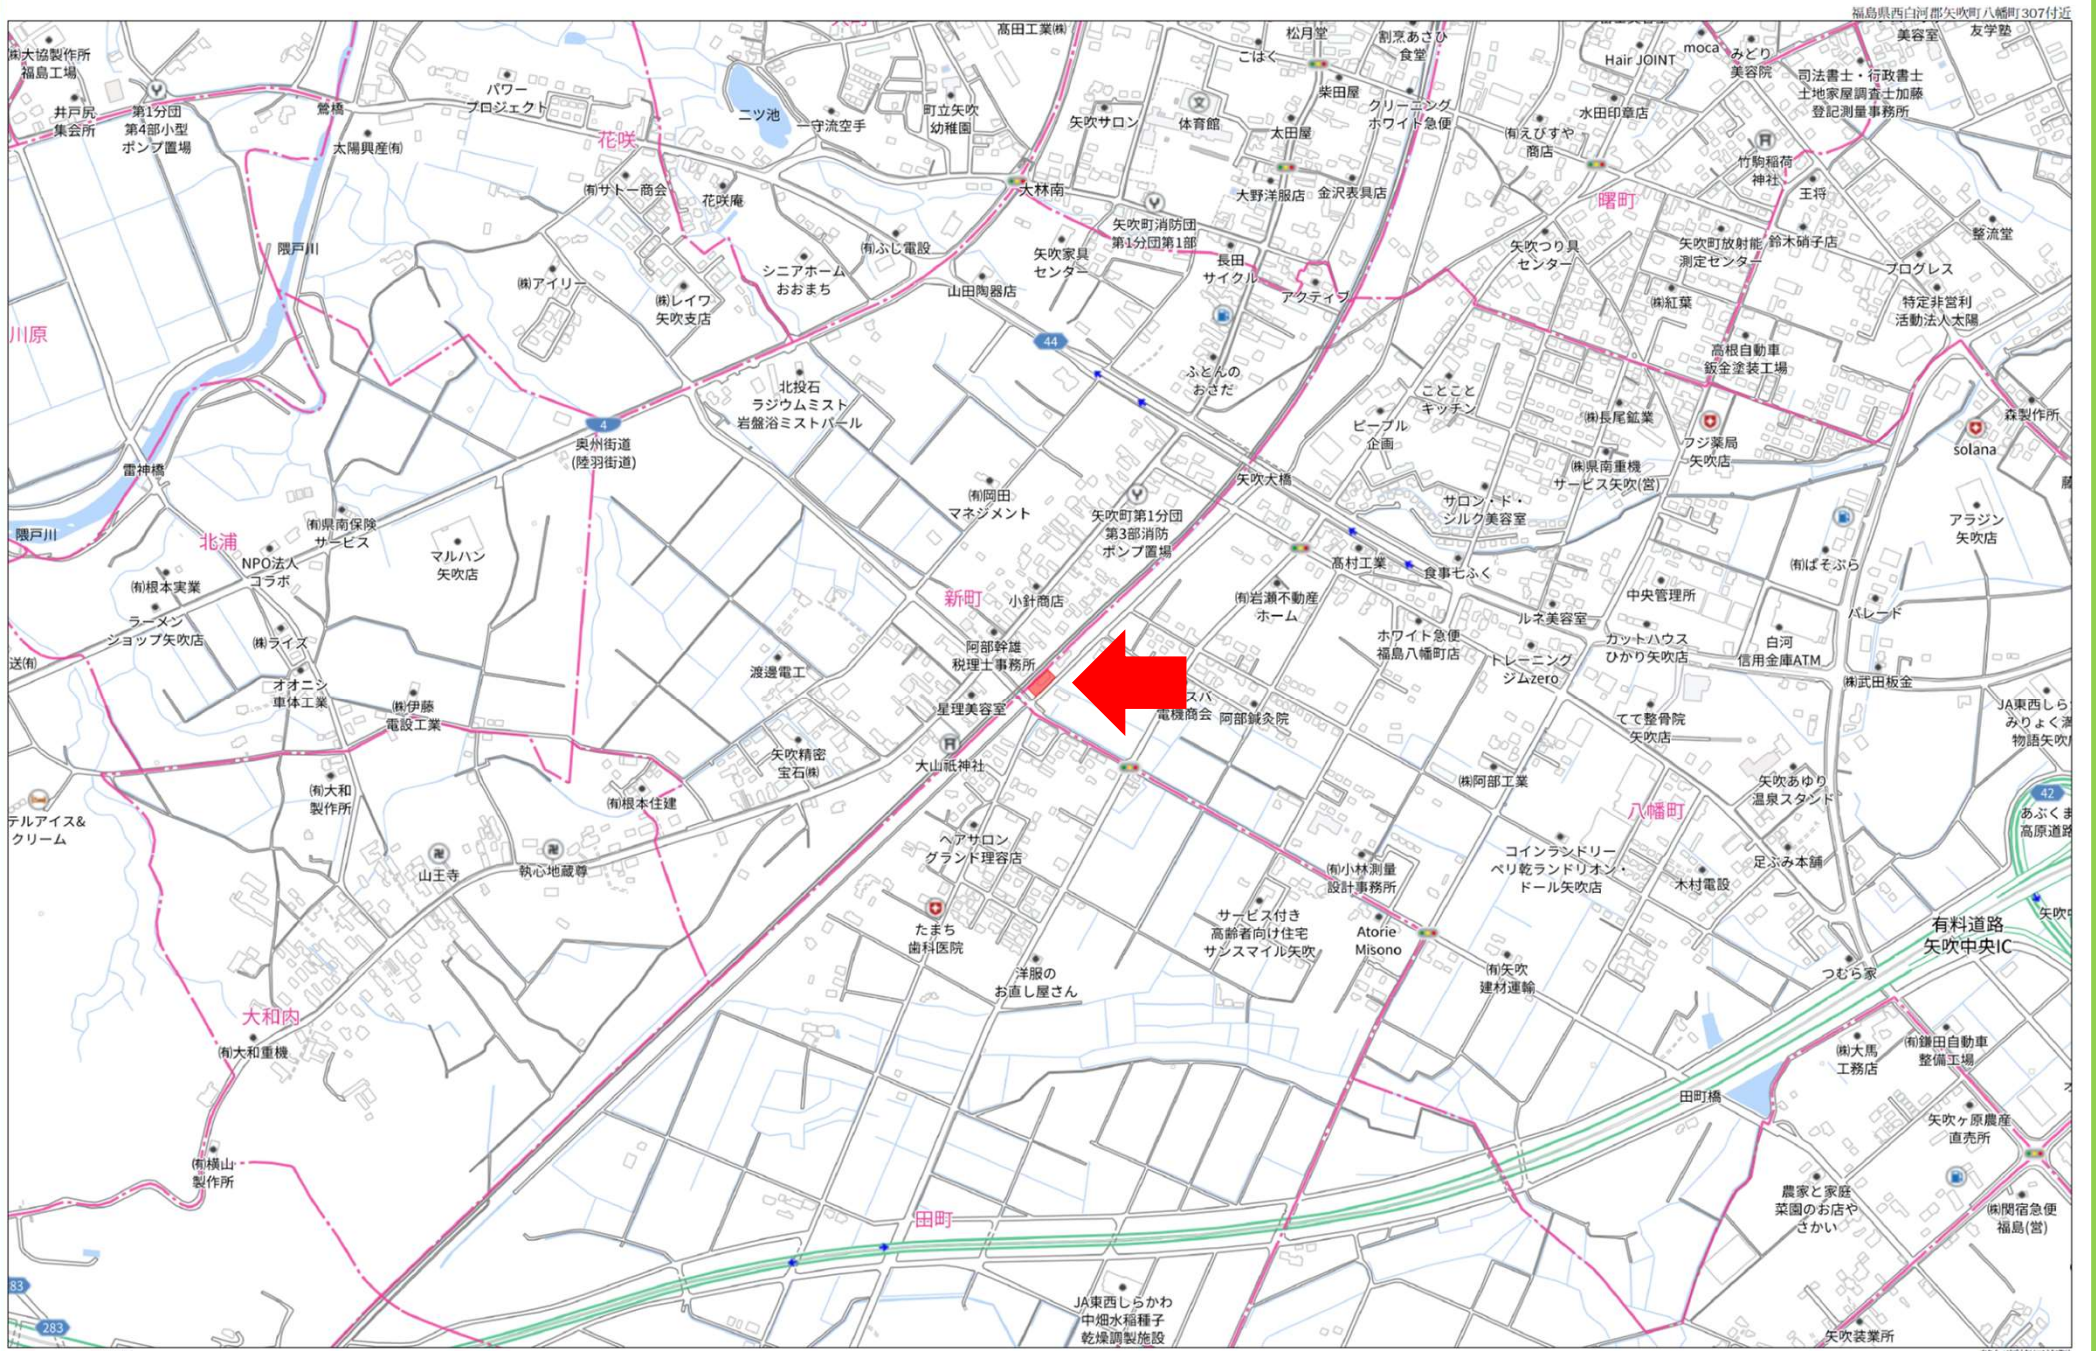 福島県西白河郡矢吹町八幡町307付近
㈱大協製作所
福島工場
井戸尻
集会所
第1分団
第4部小型
ポンプ置場
鶯橋
太陽興産㈲
パワー
プロジェクト
花咲
㈲サトー商会
花咲庵
二ツ池
一守流空手
町立矢吹
幼稚園
髙田工業㈱
矢吹サロン
体育館
大林南
こはく
松月堂
割烹あさひ
食堂
柴田屋
クリーニング
ホワイト急便
太田屋
大野洋服店
金沢表具店
Hair JOINT
moca
みどり
美容院
美容室
友学塾
司法書士・行政書士
土地家屋調査士加藤
登記測量事務所
水田印章店
㈲えびすや
商店
竹駒稲荷
神社
王将
曙町
隈戸川
㈱アイリー
㈱レイワ
矢吹支店
シニアホーム
おおまち
㈲ふじ電設
山田陶器店
矢吹家具
センター
矢吹町消防団
第1分団第1部
長田
サイクル
アクティブ
矢吹つり具
センター
矢吹町放射能
測定センター
鈴木硝子店
整流堂
プログレス
㈱紅葉
特定非営利
活動法人太陽
川原
44
高根自動車
鈑金塗装工場
北投石
ラジウムミスト
岩盤浴ミストバール
ふとんの
おさだ
ことこと
キッチン
㈱長尾鉱業
森製作所
4
奥州街道
(陸羽街道)
ピープル
企画
フジ薬局
矢吹店
solana
雷神橋
矢吹大橋
㈱県南重機
サービス矢吹(営)
㈲岡田
マネジメント
サロン・ド・
シルク美容室
矢吹町第1分団
第3部消防
ポンプ置場
アラジン
矢吹店
隈戸川
北浦
㈲県南保険
サービス
マルハン
矢吹店
NPO法人
コラボ
㈲根本実業
髙村工業
食事七ふく
㈲ぱそぷら
新町
小針商店
㈲岩瀬不動産
ホーム
中央管理所
ルネ美容室
パレード
ラーメン
ショップ矢吹店
㈱ライズ
阿部幹雄
税理士事務所
ホワイト急便
福島八幡町店
カットハウス
ひかり矢吹店
白河
信用金庫ATM
送㈲
渡邊電工
トレーニング
ジムzero
オオニシ
車体工業
㈱武田板金
㈱伊藤
電設工業
星理美容室
スバ
電機商会
阿部鍼灸院
てて整骨院
矢吹店
JA東西しら
みりょく満
物語矢吹
矢吹精密
宝石㈱
大山祇神社
㈲大和
製作所
㈲根本住建
㈱阿部工業
矢吹あゆり
温泉スタンド
八幡町
42
あぶくま
高原道路
テルアイス&
クリーム
ヘアサロン
グランド理容店
山王寺
執心地蔵尊
㈲小林測量
設計事務所
コインランドリー
ペリ乾ランドリオン・
ドール矢吹店
足ぶみ本舗
木村電設
たまち
歯科医院
サービス付き
高齢者向け住宅
サンスマイル矢吹
Atorie
Misono
有料道路
矢吹中央IC
洋服の
お直し屋さん
㈲矢吹
建材運輸
つむら家
大和内
㈲大和重機
㈱大馬
工務店
㈲鎌田自動車
整備工場
田町橋
矢吹ヶ原農産
直売所
㈲横山
製作所
農家と家庭
菜園のお店や
さかい
㈱関宿急便
福島(営)
田町
83
283
JA東西しらかわ
中畑水稲種子
乾燥調製施設
矢吹装業所